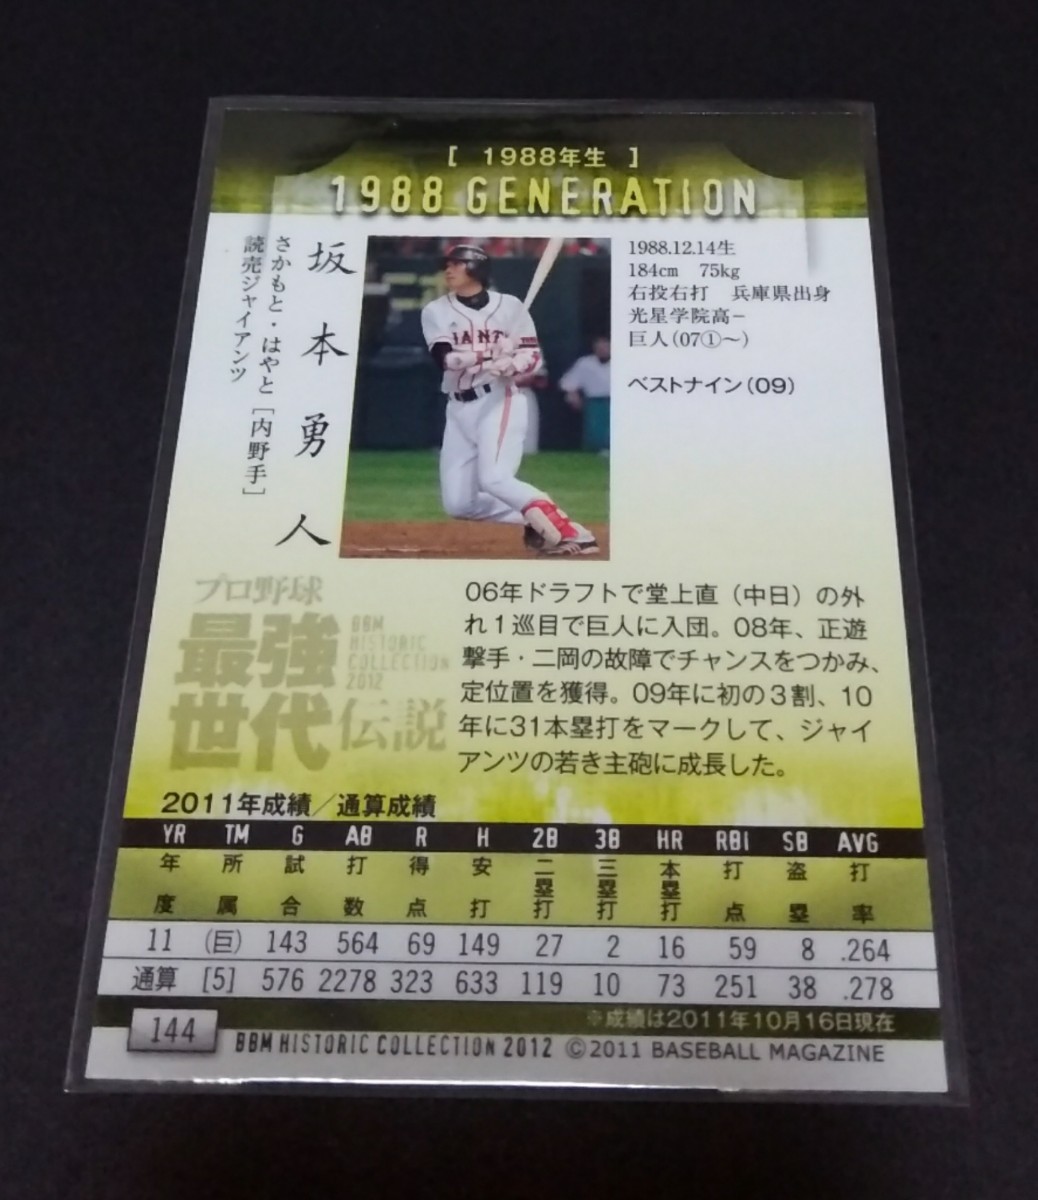 [ 1988年生 ]
1988 GENERATION
坂本勇人
さかもと・はやと [内野手]
読売ジャイアンツ
IANT
1988.12.14生
184cm 75kg
右投右打 兵庫県出身
光星学院高－
巨人(07①～)
ベストナイン(09)
プロ野球
最強
世代伝説
BBM
HISTORIC
COLLECTION
2012
06年ドラフトで堂上直（中日）の外
れ1巡目で巨人に入団。08年、正遊
撃手・二岡の故障でチャンスをつかみ、
定位置を獲得。09年に初の3割、10
年に31本塁打をマークして、ジャイ
アンツの若き主砲に成長した。
2011年成績／通算成績
YR TM G AB R H 2B 3B HR RBI SB AVG
年度 所属 試合 打数 得点 安打 二塁打 三塁打 本塁打 打点 盗塁 打率
11 (巨) 143 564 69 149 27 2 16 59 8 .264
通算 [5] 576 2278 323 633 119 10 73 251 38 .278
※成績は2011年10月16日現在
144 BBM HISTORIC COLLECTION 2012 ©2011 BASEBALL MAGAZINE